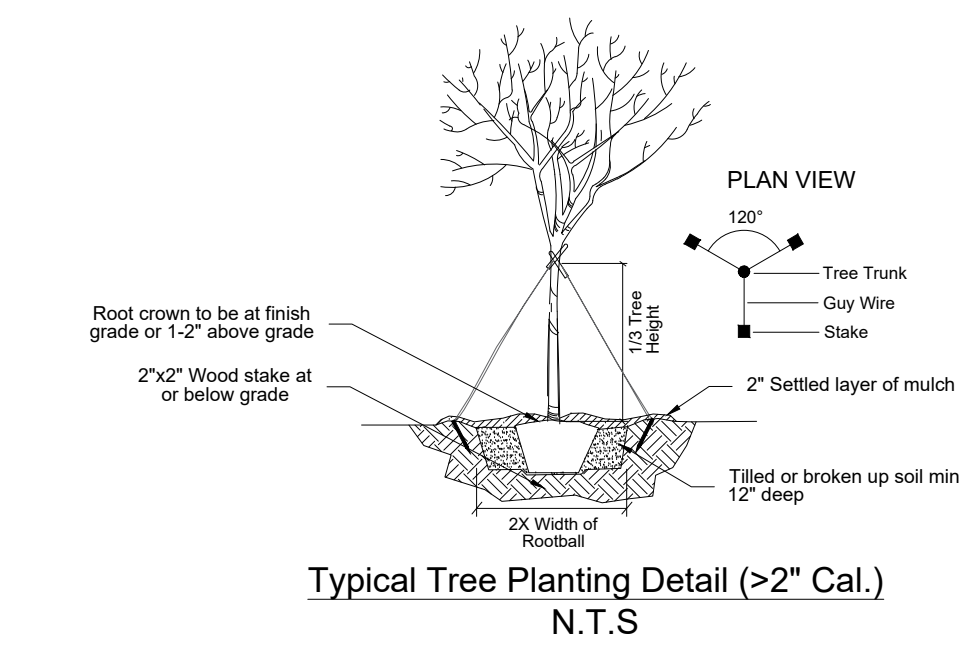 PLAN VIEW
120°
Tree Trunk
Guy Wire
Stake
1/3 Tree
Height
Root crown to be at finish
grade or 1-2" above grade
2"x2" Wood stake at
or below grade
2" Settled layer of mulch
Tilled or broken up soil min
12" deep
2X Width of
Rootball
Typical Tree Planting Detail (>2" Cal.)
N.T.S